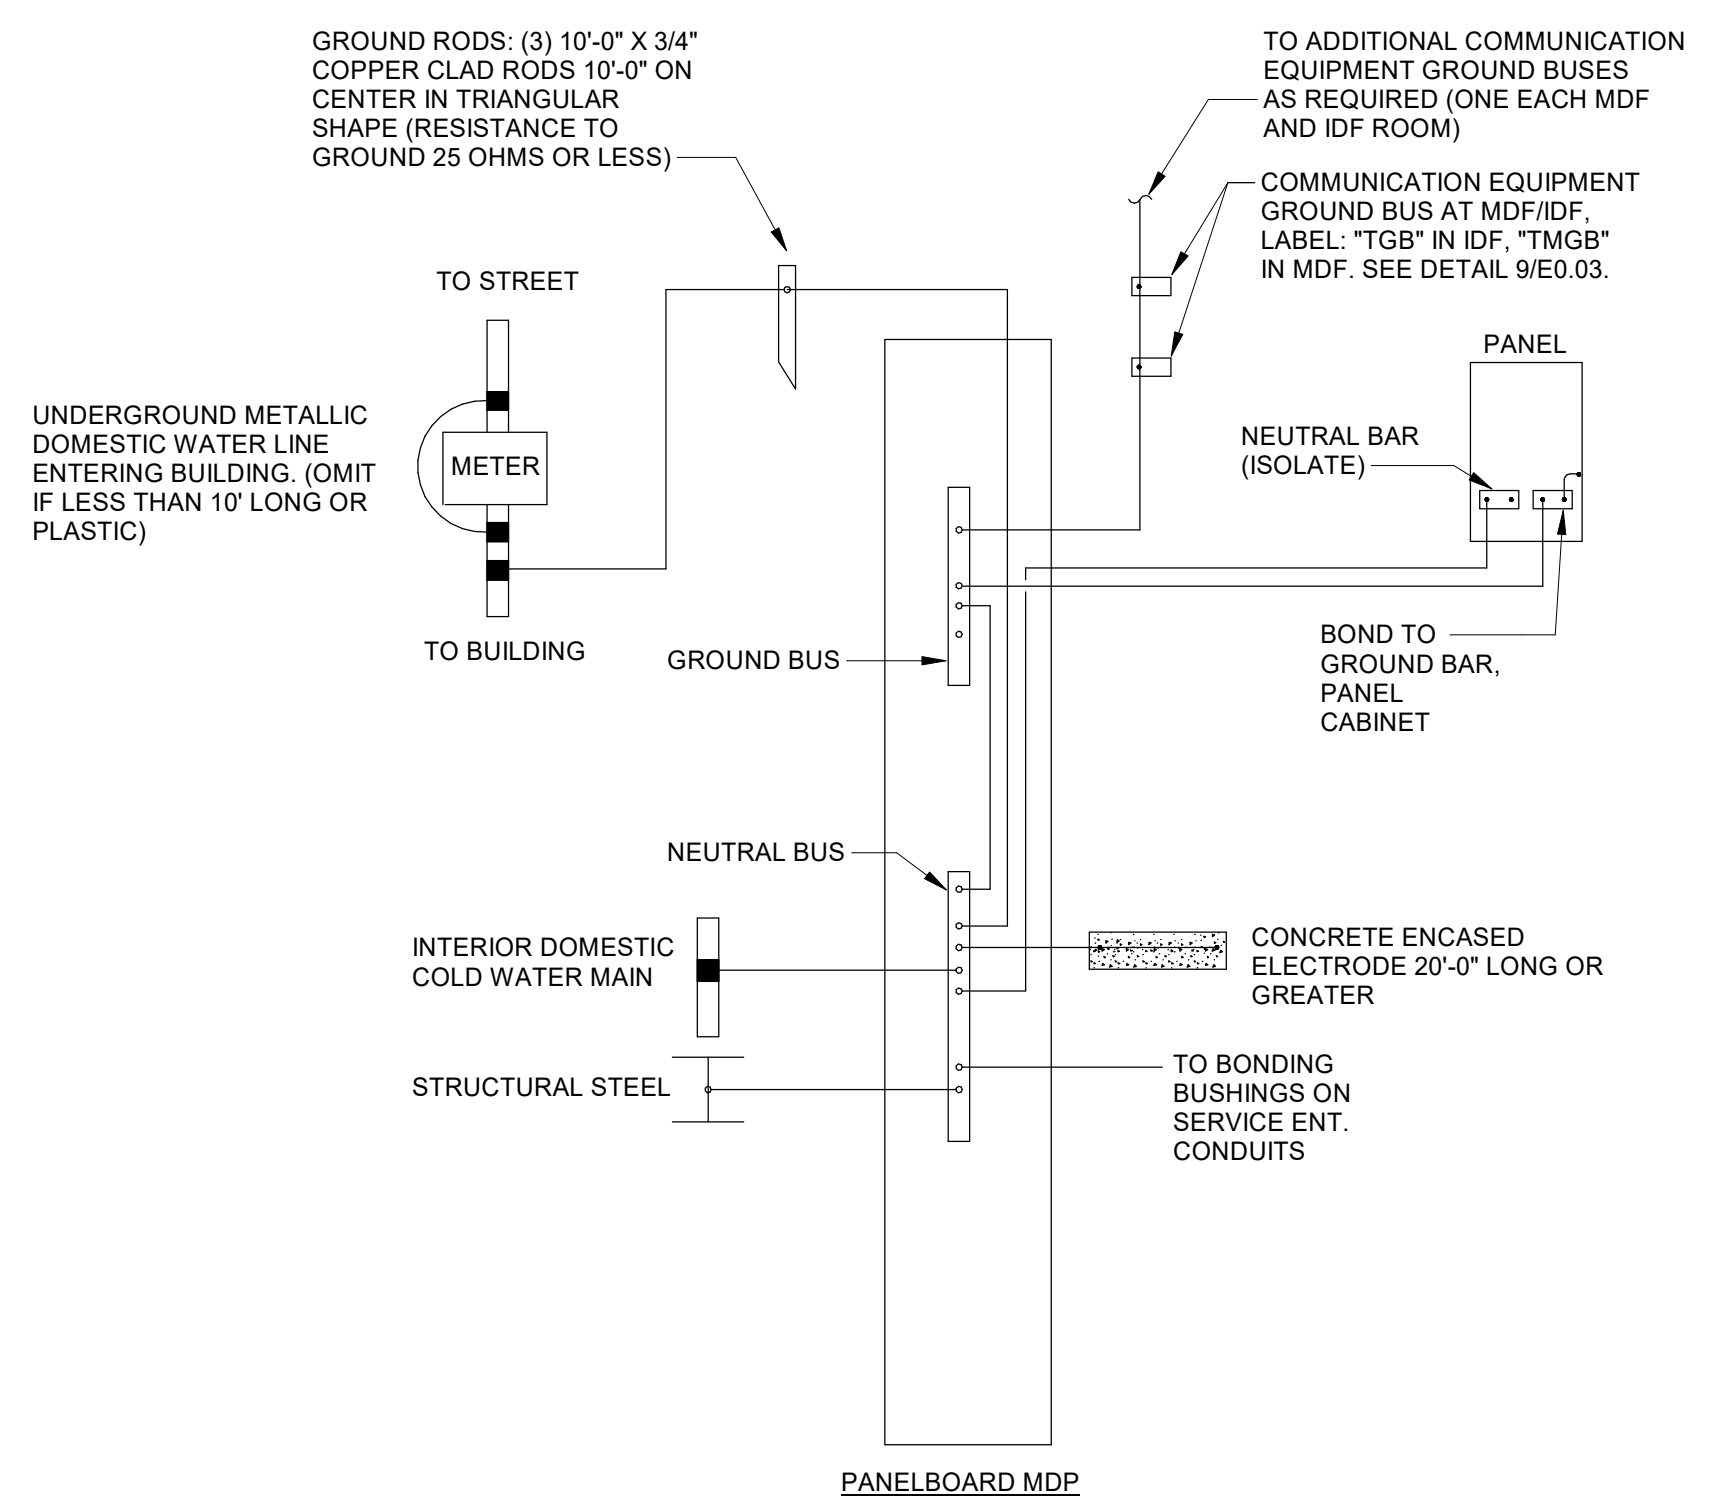 GROUND RODS: (3) 10'-0" X 3/4"
COPPER CLAD RODS 10'-0" ON
CENTER IN TRIANGULAR
SHAPE (RESISTANCE TO
GROUND 25 OHMS OR LESS)
TO ADDITIONAL COMMUNICATION
EQUIPMENT GROUND BUSES
AS REQUIRED (ONE EACH MDF
AND IDF ROOM)
COMMUNICATION EQUIPMENT
GROUND BUS AT MDF/IDF,
LABEL: "TGB" IN IDF, "TMGB"
IN MDF. SEE DETAIL 9/E0.03.
TO STREET
PANEL
UNDERGROUND METALLIC
DOMESTIC WATER LINE
ENTERING BUILDING. (OMIT
IF LESS THAN 10' LONG OR
PLASTIC)
METER
NEUTRAL BAR
(ISOLATE)
TO BUILDING
GROUND BUS
BOND TO
GROUND BAR,
PANEL
CABINET
NEUTRAL BUS
INTERIOR DOMESTIC
COLD WATER MAIN
CONCRETE ENCASED
ELECTRODE 20'-0" LONG OR
GREATER
STRUCTURAL STEEL
TO BONDING
BUSHINGS ON
SERVICE ENT.
CONDUITS
PANELBOARD MDP